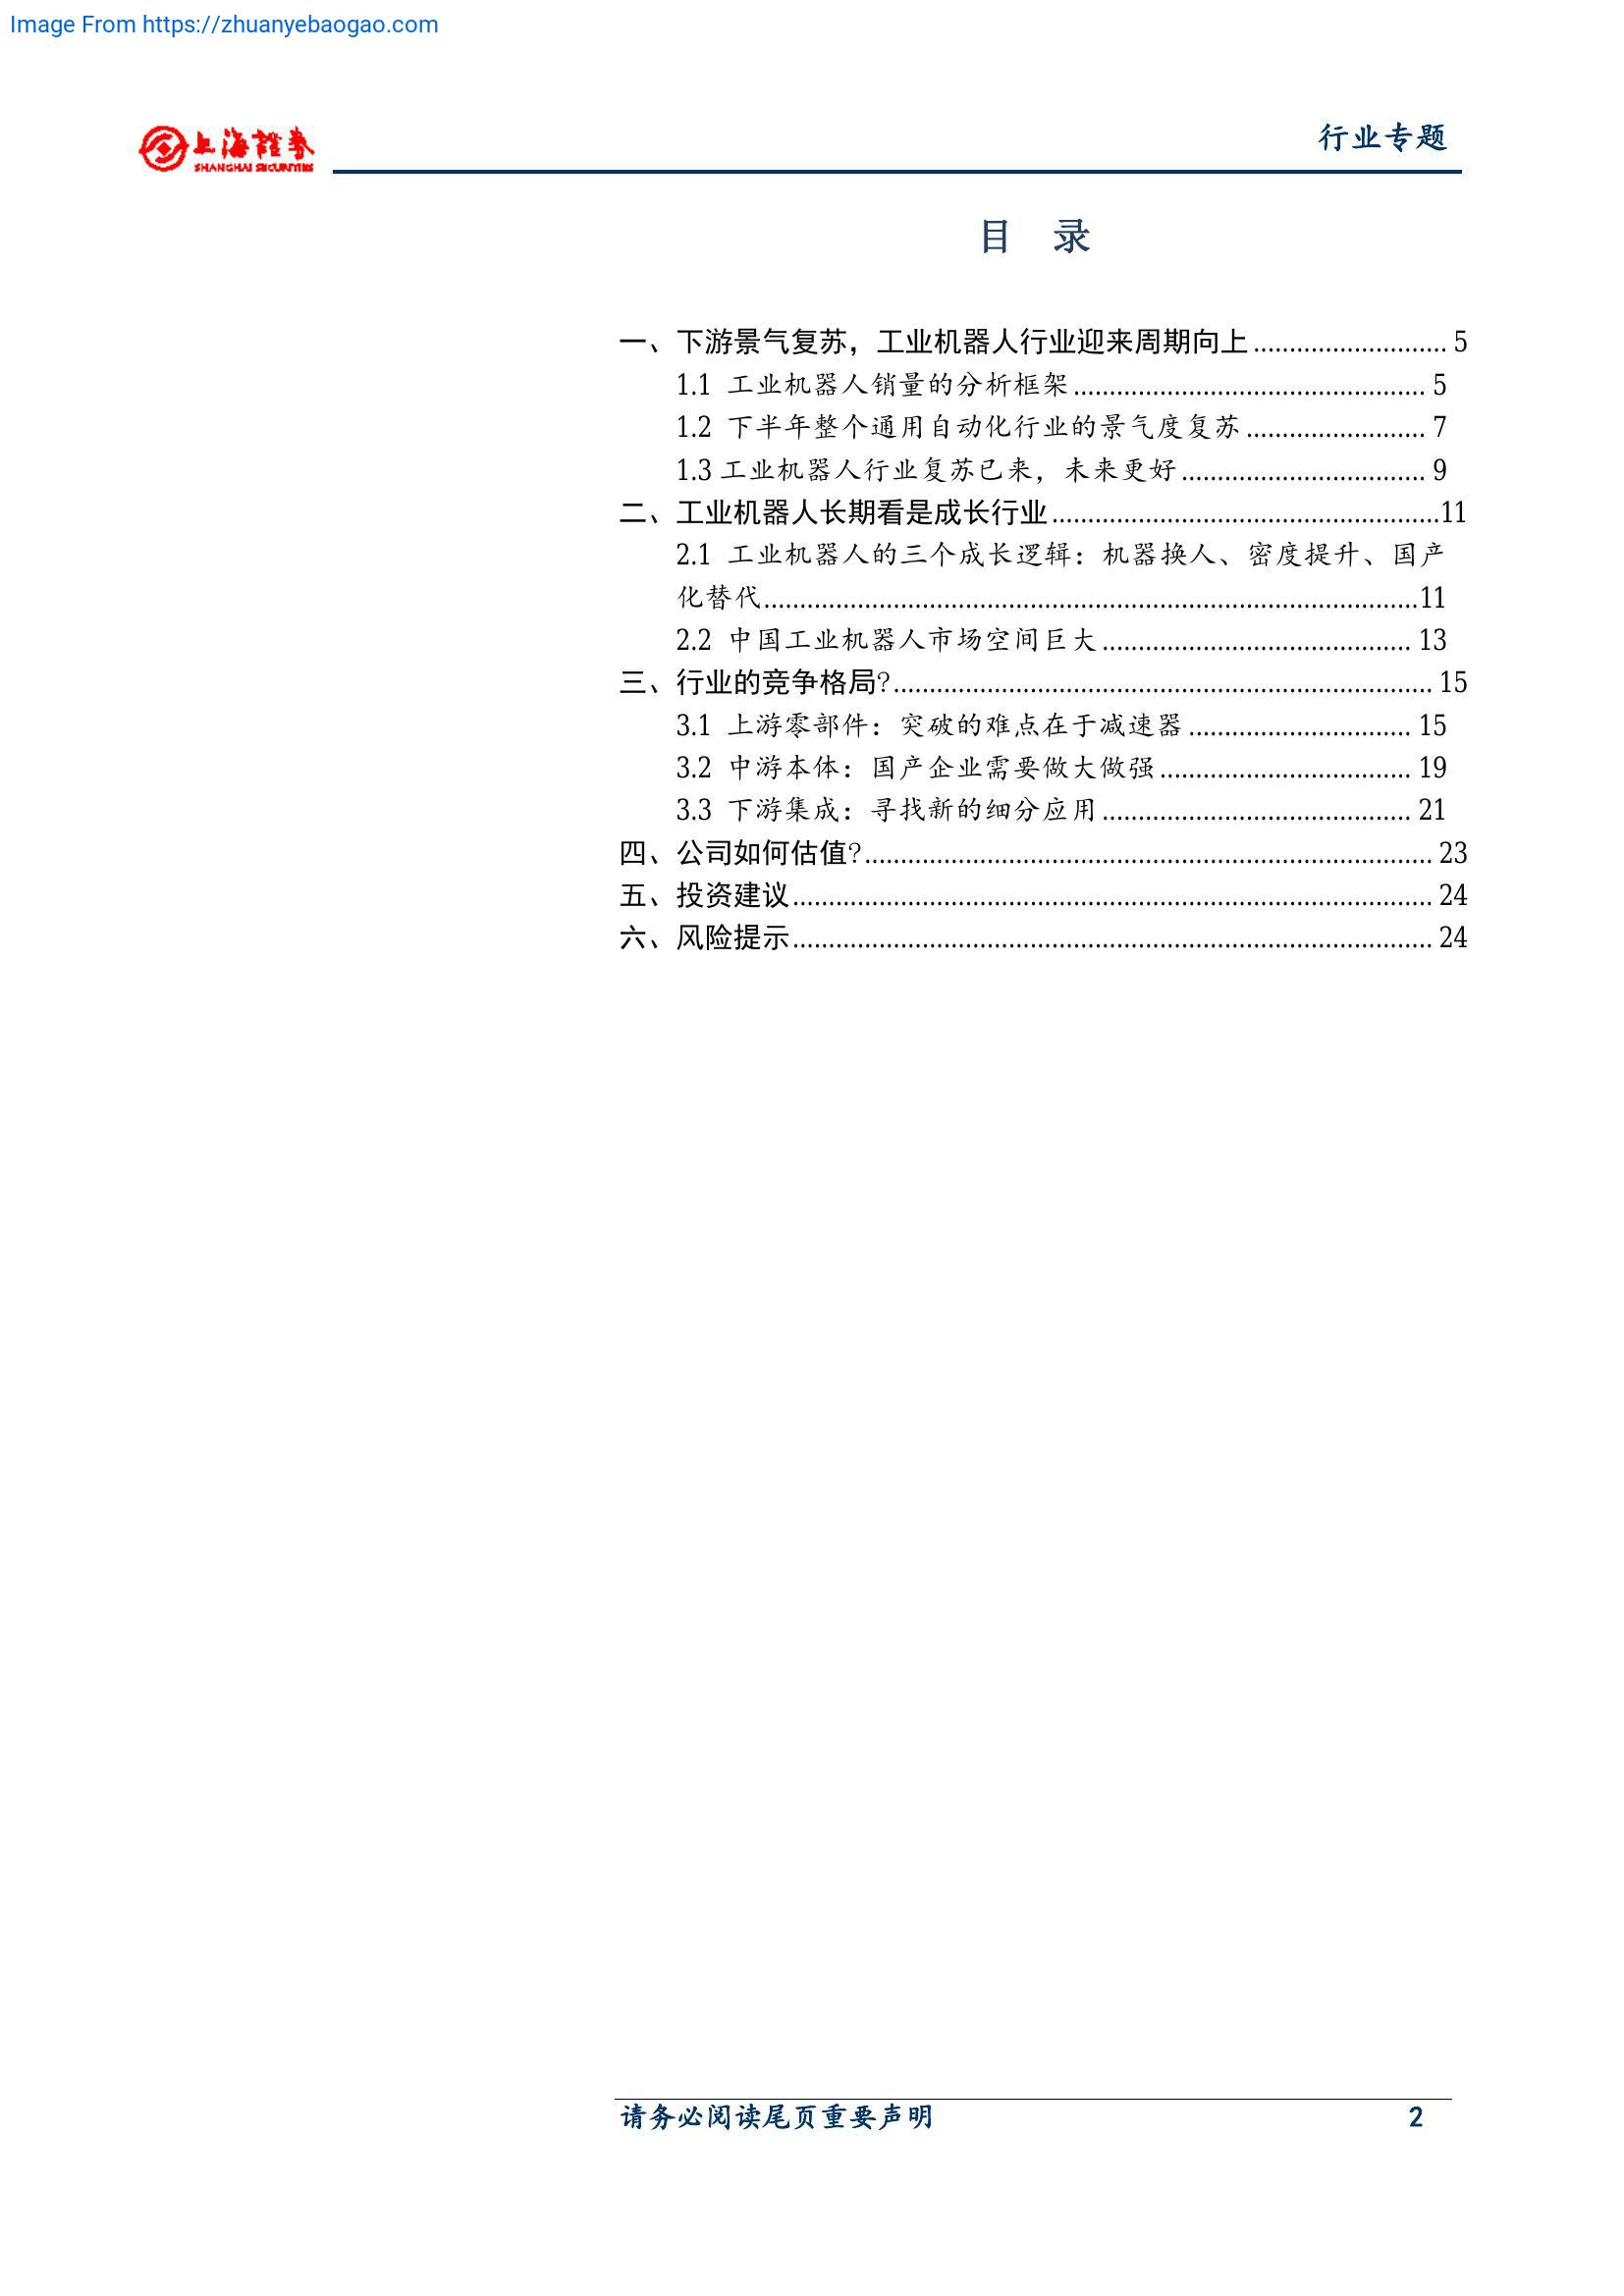 Image From https://zhuanyebaogao.com
上海證券
SHANGHAI SECURITIES
行业专题
目 录
一、下游景气复苏，工业机器人行业迎来周期向上........................... 5
1.1 工业机器人销量的分析框架................................................. 5
1.2 下半年整个通用自动化行业的景气度复苏......................... 7
1.3 工业机器人行业复苏已来，未来更好.................................. 9
二、工业机器人长期看是成长行业......................................................11
2.1 工业机器人的三个成长逻辑：机器换人、密度提升、国产
化替代...........................................................................................11
2.2 中国工业机器人市场空间巨大........................................... 13
三、行业的竞争格局?........................................................................... 15
3.1 上游零部件：突破的难点在于减速器............................... 15
3.2 中游本体：国产企业需要做大做强................................... 19
3.3 下游集成：寻找新的细分应用........................................... 21
四、公司如何估值?............................................................................... 23
五、投资建议......................................................................................... 24
六、风险提示......................................................................................... 24
请务必阅读尾页重要声明 2